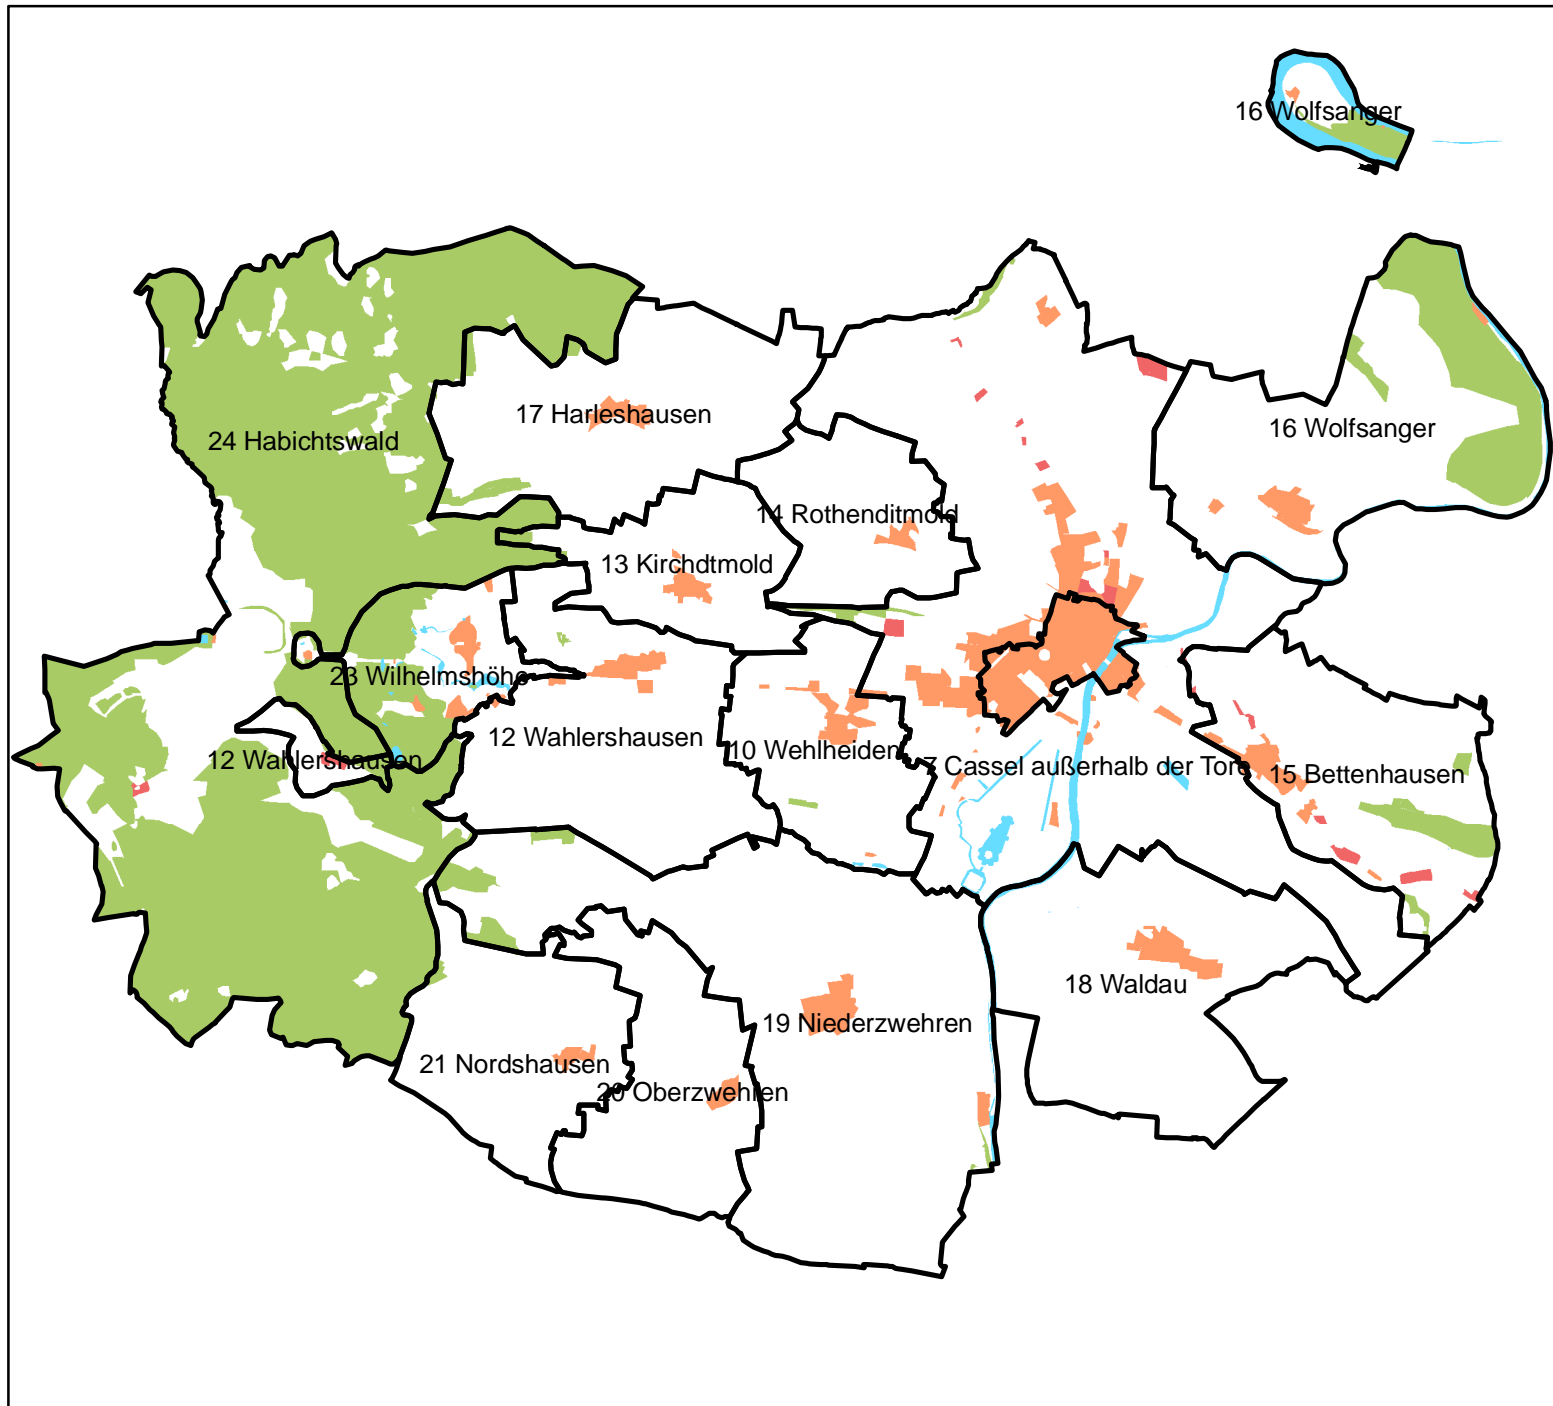 16 Wolfsanger
17 Harleshausen
16 Wolfsanger
24 Habichtswald
14 Rothenditmold
13 Kirchdtmold
23 Wilhelmshöhe
12 Wahlershausen
10 Wehlheiden
12 Wahlershausen
7 Cassel außerhalb der Tore
15 Bettenhausen
18 Waldau
19 Niederzwehren
21 Nordshausen
20 Oberzwehren